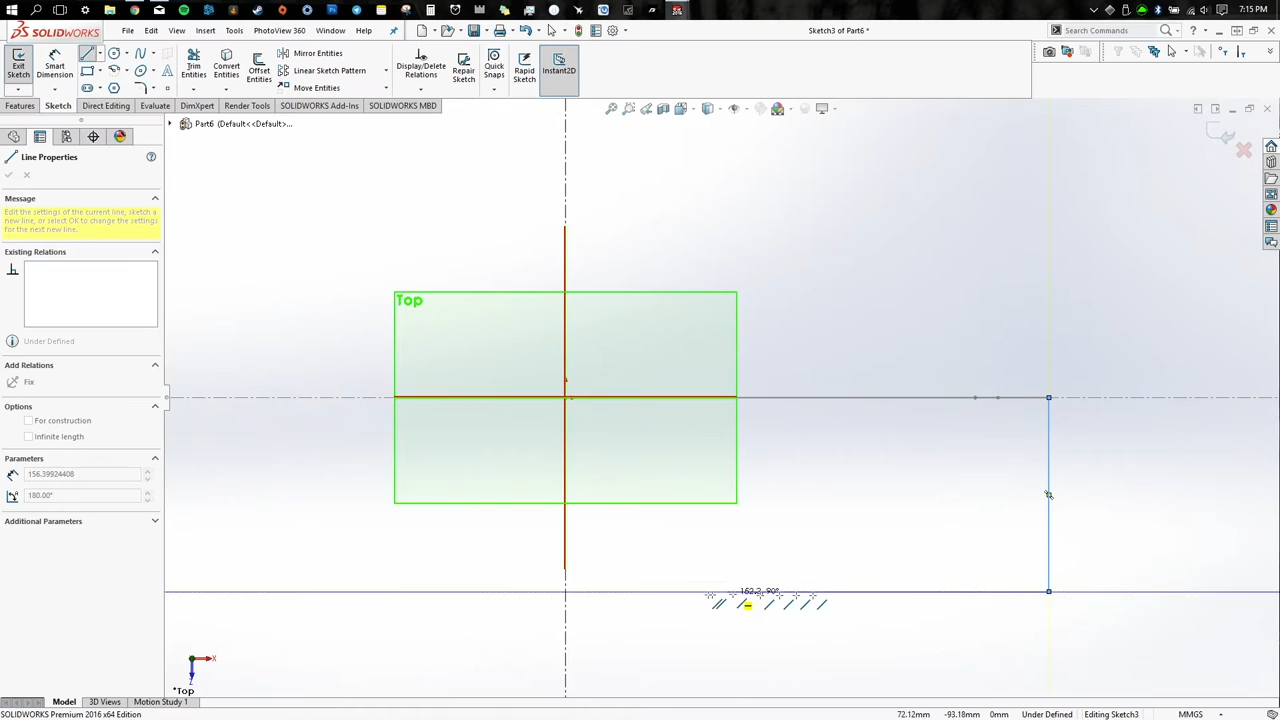 7:15 PM
SOLIDWORKS
File Edit View Insert Tools PhotoView 360 Window Help
Sketch3 of Part6 *
Search Commands
Exit Sketch
Smart Dimension
Trim Entities
Convert Entities
Offset Entities
Mirror Entities
Linear Sketch Pattern
Move Entities
Display/Delete Relations
Repair Sketch
Quick Snaps
Rapid Sketch
Instant2D
Features Sketch Direct Editing Evaluate DimXpert Render Tools SOLIDWORKS Add-Ins SOLIDWORKS MBD
Part6 (Default<<Default>...
Line Properties
Message
Edit the settings of the current line, sketch a
new line, or select OK to change the settings
for the next new line.
Existing Relations
Under Defined
Add Relations
Fix
Options
For construction
Infinite length
Parameters
156.39924408
180.00°
Additional Parameters
Top
X
Z
*Top
Model 3D Views Motion Study 1
SOLIDWORKS Premium 2016 x64 Edition
72.12mm -93.18mm 0mm Under Defined Editing Sketch3 MMGS